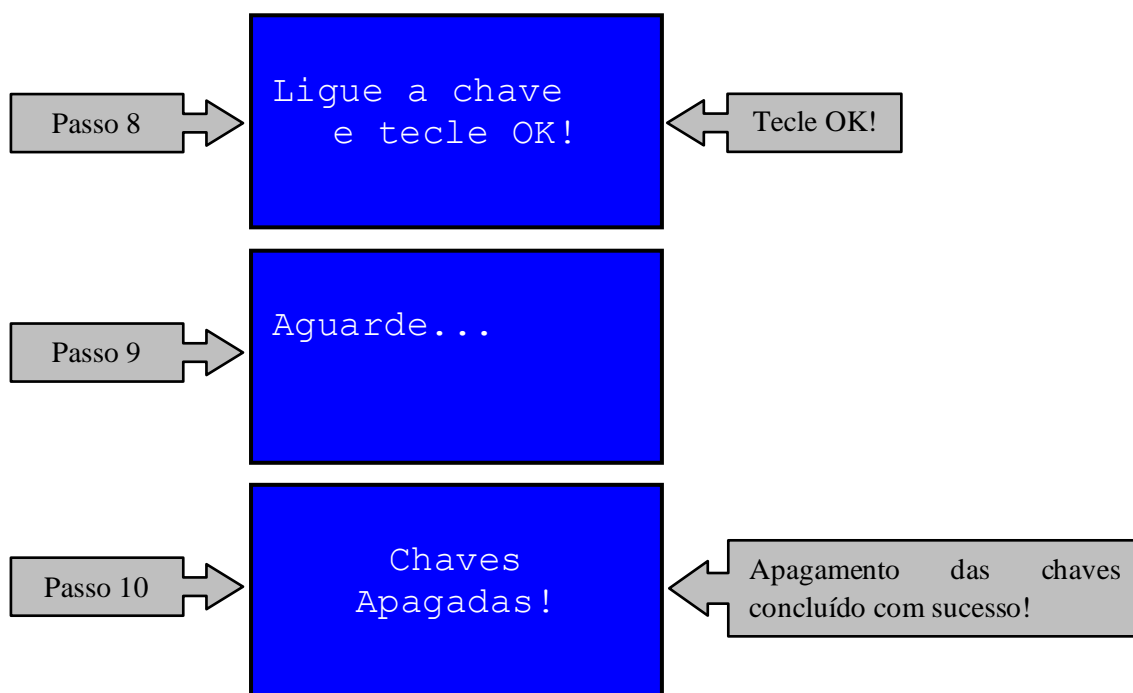 Passo 8
Ligue a chave
e tecle OK!
Tecle OK!
Passo 9
Aguarde...
Passo 10
Chaves
Apagadas!
Apagamento das chaves
concluído com sucesso!